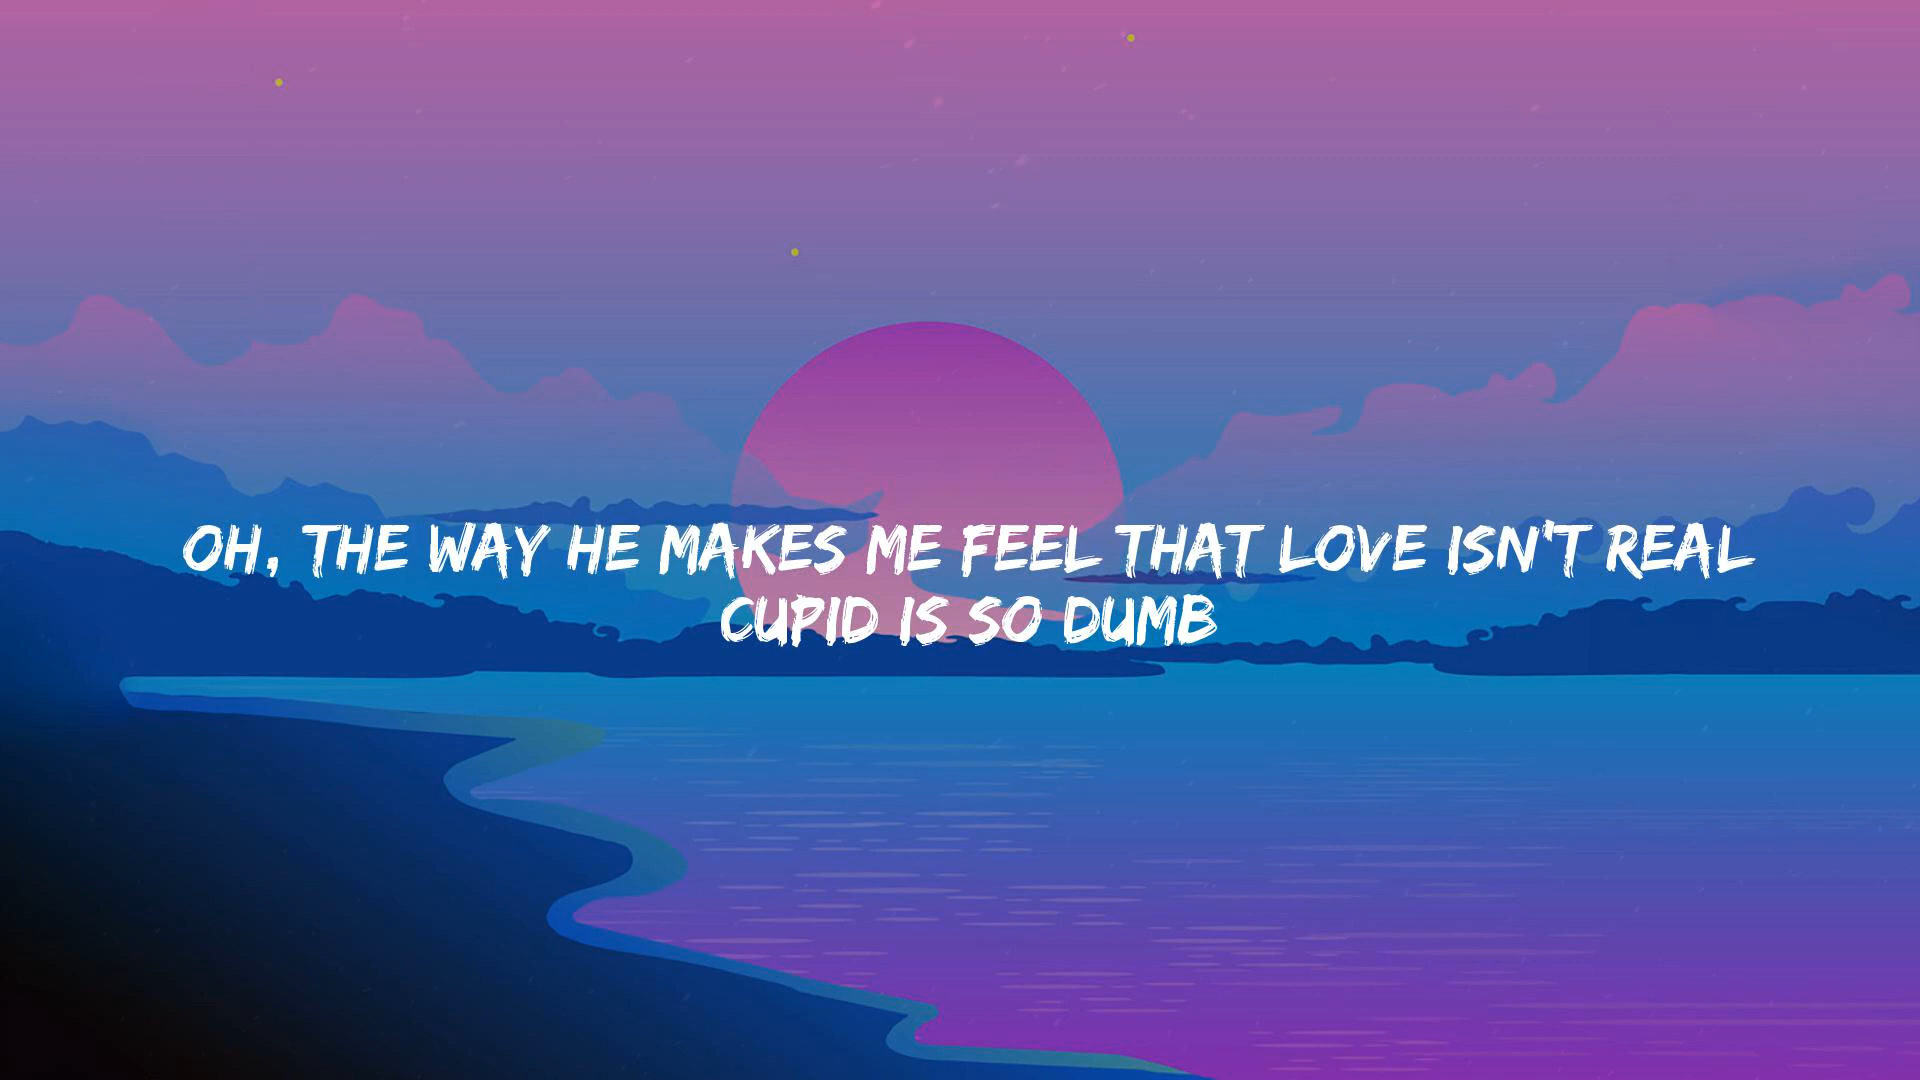 OH, THE WAY HE MAKES ME FEEL THAT LOVE ISN'T REAL
CUPID IS SO DUMB